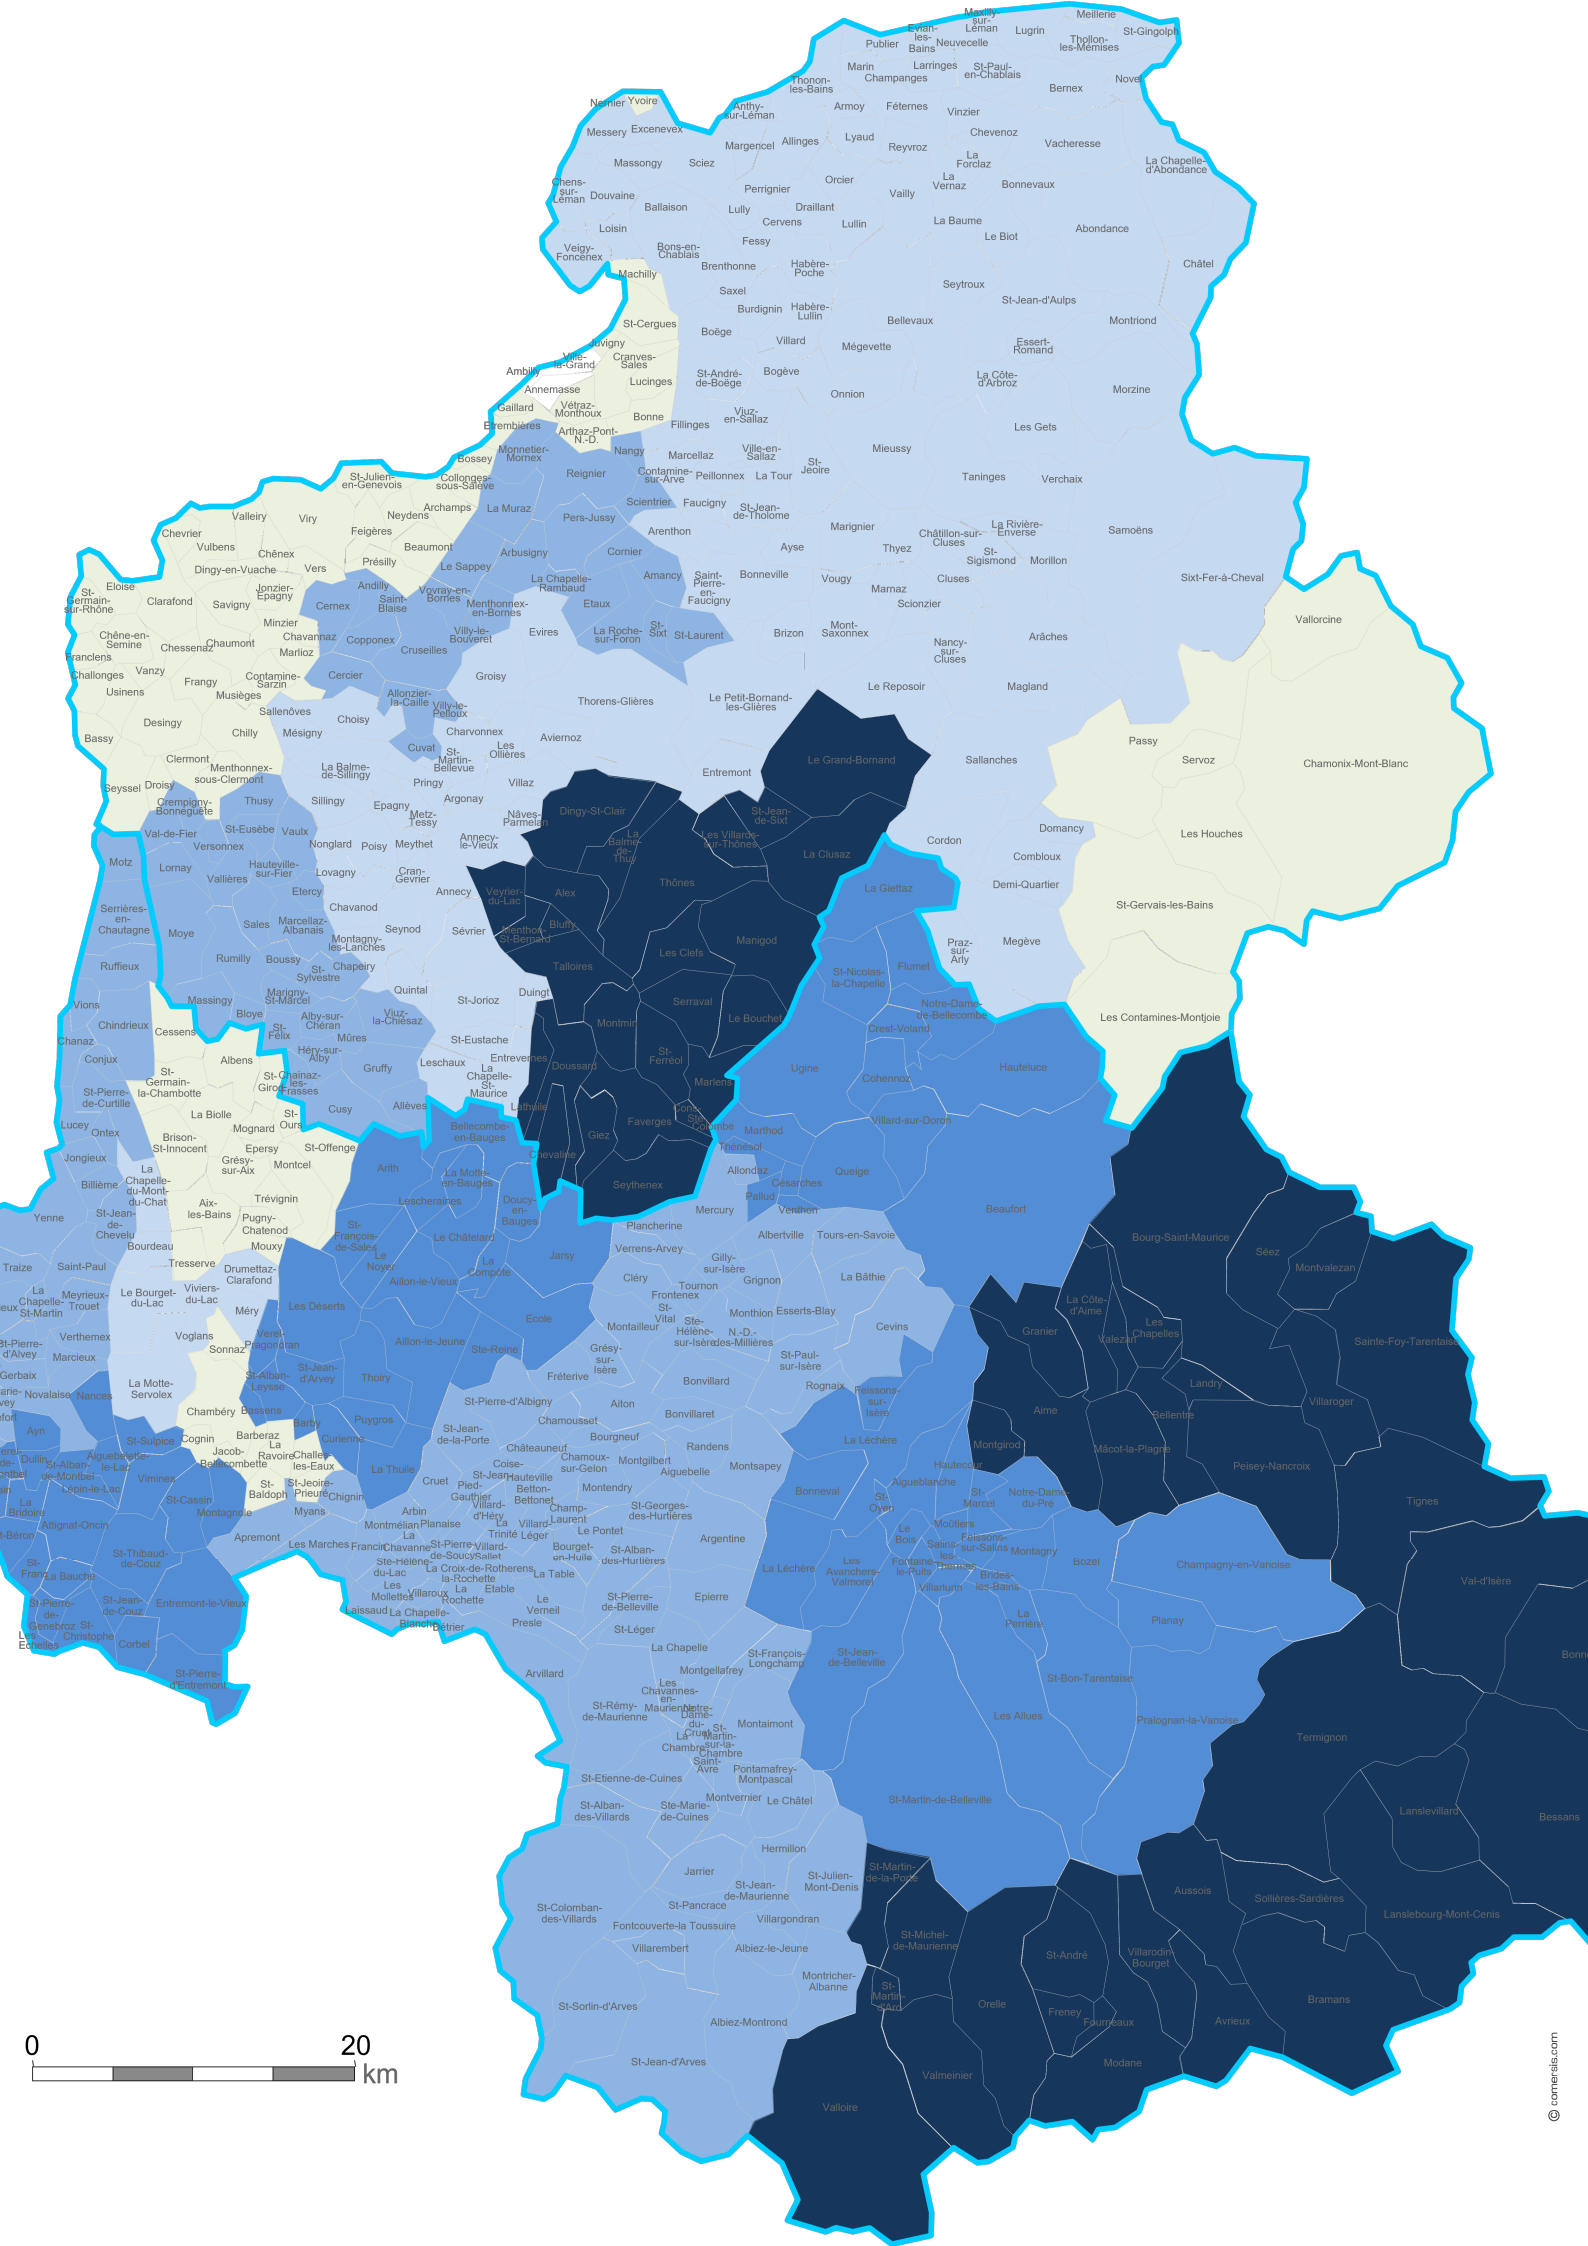 Maxilly-
sur-
Léman
Meillerie
Evian-
les-
Bains
Lugrin
St-Gingolph
Publier
Neuvecelle
Thollon-
les-Mémises
Marin
Larringes
St-Paul-
en-Chablais
Champanges
Thonon-
les-Bains
Novel
Bernex
Nernier
Yvoire
Anthy-
sur-Léman
Armoy
Féternes
Vinzier
Messery
Excenevex
Chevenoz
Margencel
Allinges
Lyaud
Reyvroz
Vacheresse
Massongy
Sciez
La
Forclaz
La Chapelle-
d'Abondance
Chens-
sur-
Léman
Douvaine
Perrignier
Orcier
Vailly
La
Vernaz
Bonnevaux
Ballaison
Lully
Draillant
Cervens
Lullin
La Baume
Loisin
Fessy
Le Biot
Abondance
Veigy-
Foncenex
Bons-en-
Chablais
Brenthonne
Habère-
Poche
Châtel
Machilly
Saxel
Seytroux
St-Jean-d'Aulps
Burdignin
Habère-
Lullin
St-Cergues
Boëge
Bellevaux
Montriond
Juvigny
Villard
Mégevette
Essert-
Romand
Ville-
la-Grand
Cranves-
Sales
Ambilly
Lucinges
St-André-
de-Boëge
Bogève
La Côte-
d'Arbroz
Annemasse
Onnion
Morzine
Gaillard
Vétraz-
Monthoux
Bonne
Viuz-
en-Sallaz
Etrembières
Arthaz-Pont-
N.-D.
Fillinges
Les Gets
Monnetier-
Mornex
Nangy
Marcellaz
Ville-en-
Sallaz
Mieussy
Bossey
Reignier
Contamine-
sur-Arve
Peillonnex
La Tour
St-
Jeoire
Taninges
Verchaix
St-Julien-
en-Genevois
Collonges-
sous-Salève
Scientrier
Faucigny
St-Jean-
de-Tholome
Archamps
La Muraz
Pers-Jussy
Arenthon
Marignier
Châtillon-sur-
Cluses
La Rivière-
Enverse
Samoëns
Valleiry
Viry
Neydens
Feigères
Chevrier
Vulbens
Chênex
Beaumont
Arbusigny
Cornier
Ayse
Thyez
St-
Sigismond
Morillon
Dingy-en-Vuache
Vers
Présilly
Le Sappey
La Chapelle-
Rambaud
Amancy
Saint-
Pierre-
en-
Faucigny
Bonneville
Vougy
Marnaz
Cluses
Scionzier
Sixt-Fer-à-Cheval
Eloise
St-
Germain-
sur-Rhône
Clarafond
Savigny
Jonzier-
Epagny
Cernex
Andilly
Saint-
Blaise
Vovray-en-
Bornes
Menthonnex-
en-Bornes
Etaux
Minzier
Vallorcine
Chêne-en-
Semine
Chessenaz
Chaumont
Chavannaz
Marlioz
Copponex
Cruseilles
Villy-le-
Bouveret
Evires
La Roche-
sur-Foron
St-
Sixt
St-Laurent
Brizon
Mont-
Saxonnex
Nancy-
sur-
Cluses
Arâches
Franclens
Challonges
Vanzy
Frangy
Contamine-
Sarzin
Cercier
Groisy
Le Reposoir
Magland
Usinens
Musièges
Allonzier-
la-Caille
Villy-le-
Pelloux
Thorens-Glières
Le Petit-Bornand-
les-Glières
Sallenôves
Choisy
Desingy
Chilly
Mésigny
Cuvat
Charvonnex
Aviernoz
Bassy
St-
Martin-
Bellevue
Les
Ollières
Passy
Servoz
Chamonix-Mont-Blanc
Clermont
Menthonnex-
sous-Clermont
La Balme-
de-Sillingy
Pringy
Villaz
Entremont
Le Grand-Bornand
Sallanches
Seyssel
Droisy
Crempigny-
Bonneguête
Thusy
Sillingy
Epagny
Argonay
Metz-
Tessy
Nâves-
Parmelan
Dingy-St-Clair
St-Jean-
de-Sixt
Val-de-Fier
Versonnex
St-Eusèbe
Vaulx
Nonglard
Poisy
Meythet
Annecy-
le-Vieux
La
Balme-
de-
Thuy
Les Villards-
sur-Thônes
La Clusaz
Cordon
Domancy
Les Houches
Motz
Lornay
Vallières
Hauteville-
sur-Fier
Lovagny
Cran-
Gevrier
Combloux
Etercy
Annecy
Veyrier-
du-Lac
Alex
Thônes
La Giettaz
Demi-Quartier
Serrières-
en-
Chautagne
Chavanod
St-Gervais-les-Bains
Moye
Sales
Marcellaz-
Albanais
Seynod
Sévrier
Menthon-
St-Bernard
Bluffy
Manigod
Montagny-
les-Lanches
Les Clefs
Praz-
sur-
Arly
Megève
Ruffieux
Rumilly
Boussy
St-
Sylvestre
Chapeiry
Talloires
St-Nicolas-
la-Chapelle
Flumet
Vions
Massingy
Marigny-
St-Marcel
Quintal
St-Jorioz
Duingt
Serraval
Notre-Dame-
de-Bellecombe
Bloye
Alby-sur-
Chéran
Viuz-
la-Chiésaz
Montmin
Le Bouchet
Crest-Voland
Les Contamines-Montjoie
Chindrieux
Cessens
St-
Félix
Mûres
St-Eustache
Chanaz
Conjux
Albens
Héry-sur-
Alby
Gruffy
Leschaux
Entrevernes
Doussard
St-
Ferréol
Ugine
Cohennoz
Hauteluce
St-
Germain-
la-Chambotte
St-
Girod
Chainaz-
les-
Frasses
La
Chapelle-
St-
Maurice
Marlens
St-Pierre-
de-Curtille
La Biolle
Cusy
Allèves
Lathuile
Cons-
Ste-
Colombe
Villard-sur-Doron
Lucey
Ontex
Mognard
St-
Ours
Bellecombe-
en-Bauges
Giez
Faverges
Marthod
Jongieux
Brison-
St-Innocent
Epersy
St-Offenge
Chevaline
Thénésol
Billième
La
Chapelle-
du-Mont-
du-Chat
Grésy-
sur-Aix
Montcel
Arith
La Motte-
en-Bauges
Seythenex
Allondaz
Césarches
Queige
Aix-
les-Bains
Trévignin
Lescheraines
Doucy-
en-
Bauges
Pallud
Venthon
Beaufort
Yenne
St-Jean-
de-
Chevelu
Pugny-
Chatenod
St-
François-
de-Sales
Le Châtelard
Plancherine
Mercury
Albertville
Tours-en-Savoie
Bourg-Saint-Maurice
Séez
Bourdeau
Tresserve
Mouxy
Le
Noyer
La
Compôte
Jarsy
Verrens-Arvey
Gilly-
sur-Isère
Grignon
La Bâthie
Montvalezan
Traize
Saint-Paul
Drumettaz-
Clarafond
Aillon-le-Vieux
Cléry
Tournon
Frontenex
La
Chapelle-
St-Martin
Meyrieux-
Trouet
Le Bourget-
du-Lac
Viviers-
du-Lac
Méry
Les Déserts
Ecole
St-
Vital
Monthion
Esserts-Blay
La Côte-
d'Aime
Granier
Valezan
Les
Chapelles
Sainte-Foy-Tarentaise
St-Pierre-
d'Alvey
Verthemex
Voglans
Sonnaz
Verel-
Pragondran
Aillon-le-Jeune
Ste-Reine
Montailleur
Ste-
Hélène-
sur-Isère
N.-D.-
des-Millières
Cevins
Marcieux
Grésy-
sur-
Isère
St-Paul-
sur-Isère
Gerbaix
La Motte-
Servolex
St-Alban-
Leysse
St-Jean-
d'Arvey
Thoiry
Fréterive
Bonvillard
Rognaix
Feissons-
sur-
Isère
Landry
Villaroger
Novalaise
Nances
Chambéry
Bassens
Barby
Puygros
St-Pierre-d'Albigny
Aiton
Bonvillaret
Aime
Bellentre
Ayn
St-Sulpice
Cognin
Barberaz
La
Ravoire
Curienne
St-Jean-
de-la-Porte
Chamousset
Bourgneuf
Randens
La Léchère
Montgirod
Mâcot-la-Plagne
Peisey-Nancroix
Dullin
Aiguebelette-
le-Lac
Jacob-
Bellecombette
Challes-
les-Eaux
Châteauneuf
Chamoux-
sur-Gelon
Montgilbert
Aiguebelle
Montsapey
Hautecour
St-Alban-
de-Montbel
Vimines
La Thuile
Cruet
Coise-
St-Jean-
Pied-
Gauthier
Hauteville
Betton-
Bettonet
Montendry
Aigueblanche
Lépin-le-Lac
St-Cassin
St-
Baldoph
St-Jeoire-
Prieuré
Chignin
Bonneval
St-
Oyen
St-
Marcel
Notre-Dame-
du-Pré
Tignes
La
Bridoire
Montagnole
Myans
Arbin
Villard-
d'Héry
Champ-
Laurent
St-Georges-
des-Hurtières
Attignat-Oncin
Apremont
Les Marches
Montmélian
Francin
Planaise
La
Chavanne
La
Trinité
Villard-
Léger
Le Pontet
Argentine
Le
Bois
Moûtiers
Salins-
les-
Thermes
Feissons-
sur-Salins
Montagny
Bozel
St-Thibaud-
de-Couz
St-Pierre-
de-Soucy
Villard-
Sallet
Bourget-
en-Huile
St-Alban-
des-Hurtières
La Léchère
Les
Avanchers-
Valmorel
Fontaine-
le-Puits
Villarlurin
Brides-
les-Bains
Champagny-en-Vanoise
Val-d'Isère
St-
Franc
La Bauche
Ste-Hélène-
du-Lac
La Croix-de-
la-Rochette
Rotherens
La Table
Les
Mollettes
Villaroux
La
Rochette
Etable
Le
Verneil
St-Pierre-
de-Belleville
Epierre
La
Perrière
Planay
St-Pierre-
de-
Genebroz
St-Jean-
de-Couz
Entremont-le-Vieux
Laissaud
La Chapelle-
Blanche
Détrier
Presle
St-Léger
Les
Echelles
St-
Christophe
Corbel
La Chapelle
St-François-
Longchamp
St-Jean-
de-Belleville
St-Bon-Tarentaise
St-Pierre-
d'Entremont
Arvillard
Montgellafrey
Les
Chavannes-
en-
Maurienne
Notre-
Dame-
du-
Cruet
St-Rémy-
de-Maurienne
Montaimont
Les Allues
Pralognan-la-Vanoise
Termignon
La
Chambre
St-
Martin-
sur-la-
Chambre
Saint-
Avre
St-Etienne-de-Cuines
Pontamafrey-
Montpascal
St-Alban-
des-Villards
Ste-Marie-
de-Cuines
Montvernier
Le Châtel
St-Martin-de-Belleville
Lanslevillard
Bessans
Hermillon
Jarrier
St-Jean-
de-Maurienne
St-Julien-
Mont-Denis
St-Martin-
de-la-Porte
Aussois
Sollières-Sardières
St-Colomban-
des-Villards
St-Pancrace
Villargondran
Lanslebourg-Mont-Cenis
Fontcouverte-la Toussuire
Villarembert
Albiez-le-Jeune
St-Michel-
de-Maurienne
St-André
Villarodin-
Bourget
Montricher-
Albanne
St-
Martin-
d'Arc
Orelle
Bramans
St-Sorlin-d'Arves
Albiez-Montrond
Freney
Fourneaux
Avrieux
St-Jean-d'Arves
Valmeinier
Modane
Valloire
0
20
km
© comersis.com